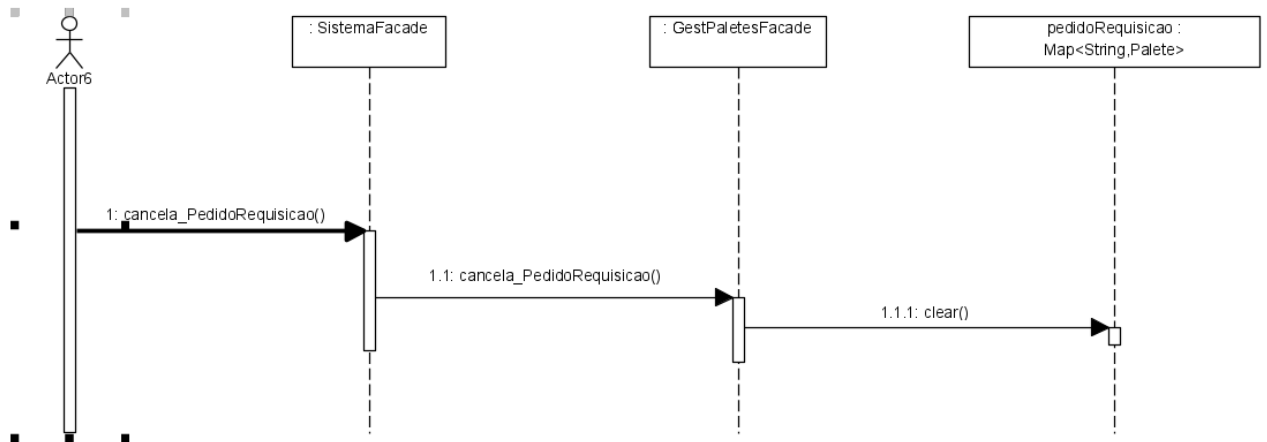 : SistemaFacade
: GestPaletesFacade
pedidoRequisicao :
Map<String,Palete>
Actor6
1: cancela_PedidoRequisicao()
1.1: cancela_PedidoRequisicao()
1.1.1: clear()